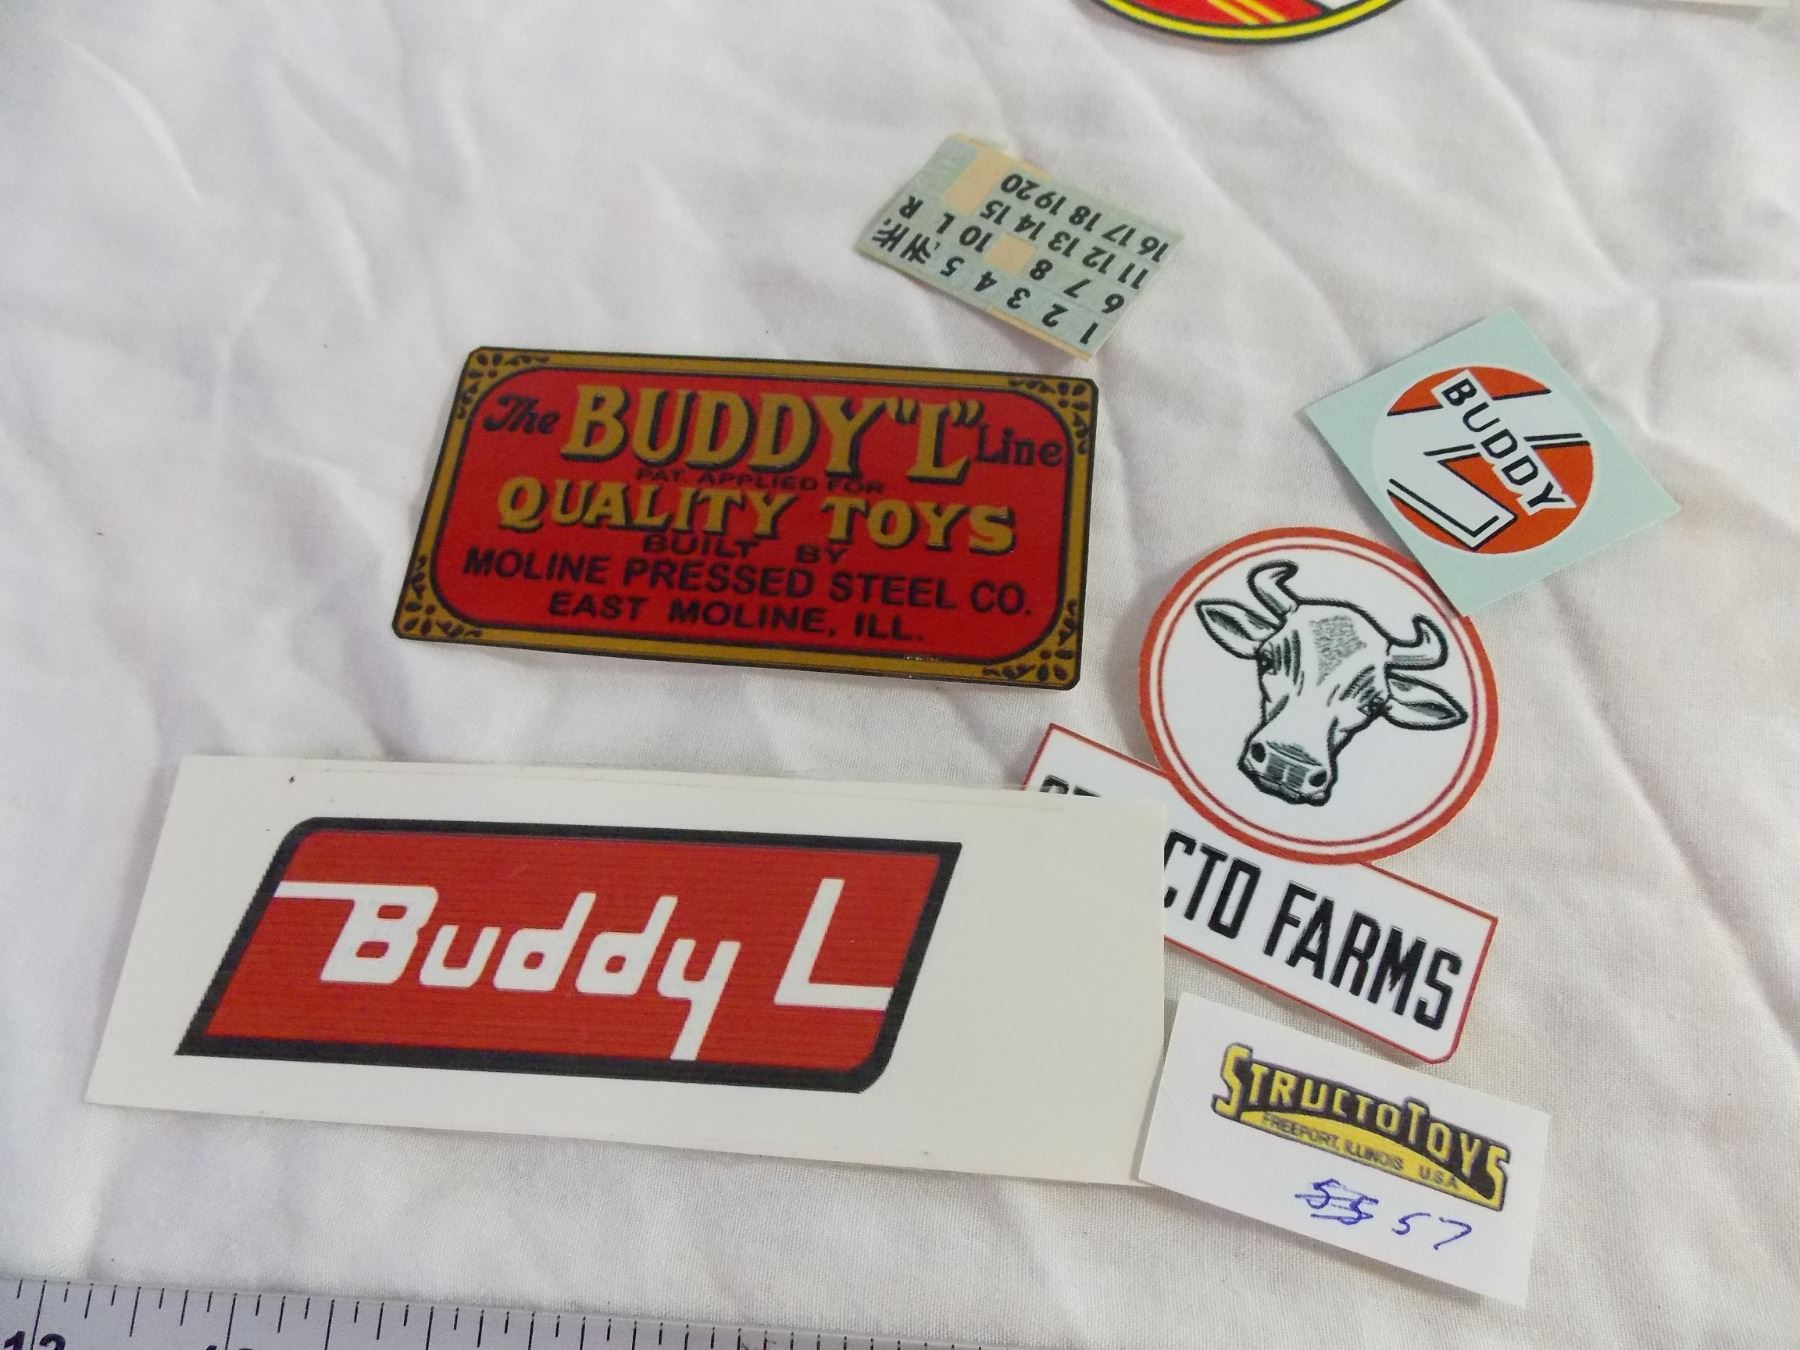 1 2 3 4 5
6 7 8 10 L R
11 12 13 14 15
16 17 18 19 20
The BUDDY "L" Line
PAT. APPLIED FOR
QUALITY TOYS
BUILT BY
MOLINE PRESSED STEEL CO.
EAST MOLINE, ILL.
BUDDY
L
CTO FARMS
Buddy L
STRUCTO TOYS
FREEPORT, ILLINOIS U.S.A.
55 57